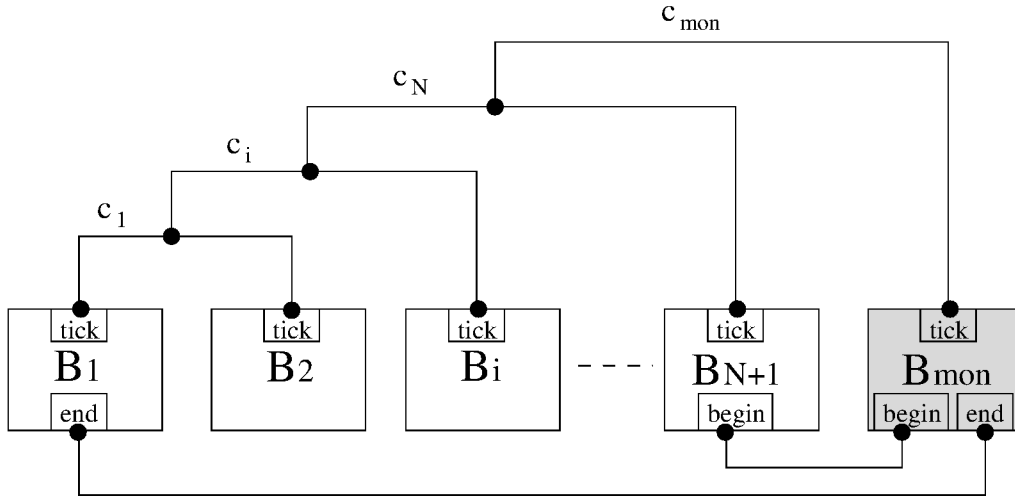 c mon
c N
c i
c 1
tick tick tick tick tick
B1 B2 Bi BN+1 Bmon
end begin begin end